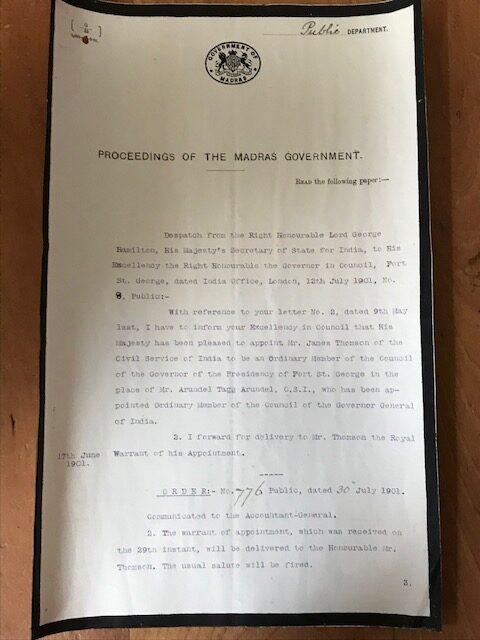 Public DEPARTMENT.
GOVERNMENT OF
MADRAS
PROCEEDINGS OF THE MADRAS GOVERNMENT.
READ the following paper:—
Despatch from the Right Honourable Lord George
Hamilton, His Majesty's Secretary of State for India, to His
Excellency the Right Honourable the Governor in Council, Fort
St. George, dated India Office, London, 12th July 1901, No.
8, Public:-
With reference to your letter No. 2, dated 9th May
last, I have to inform your Excellency in Council that His
Majesty has been pleased to appoint Mr. James Thomson of the
Civil Service of India to be an Ordinary Member of the Council
of the Governor of the Presidency of Fort St. George in the
place of Mr. Arundel Tagg Arundel, C.S.I., who has been ap-
pointed Ordinary Member of the Council of the Governor General
of India.
2. I forward for delivery to Mr. Thomson the Royal
17th June
1901.
Warrant of his Appointment.
-----
ORDER:- No. 776 Public, dated 30 July 1901.
Communicated to the Accountant-General.
2. The warrant of appointment, which was received on
the 29th instant, will be delivered to the Honourable Mr.
Thomson. The usual salute will be fired.
3.